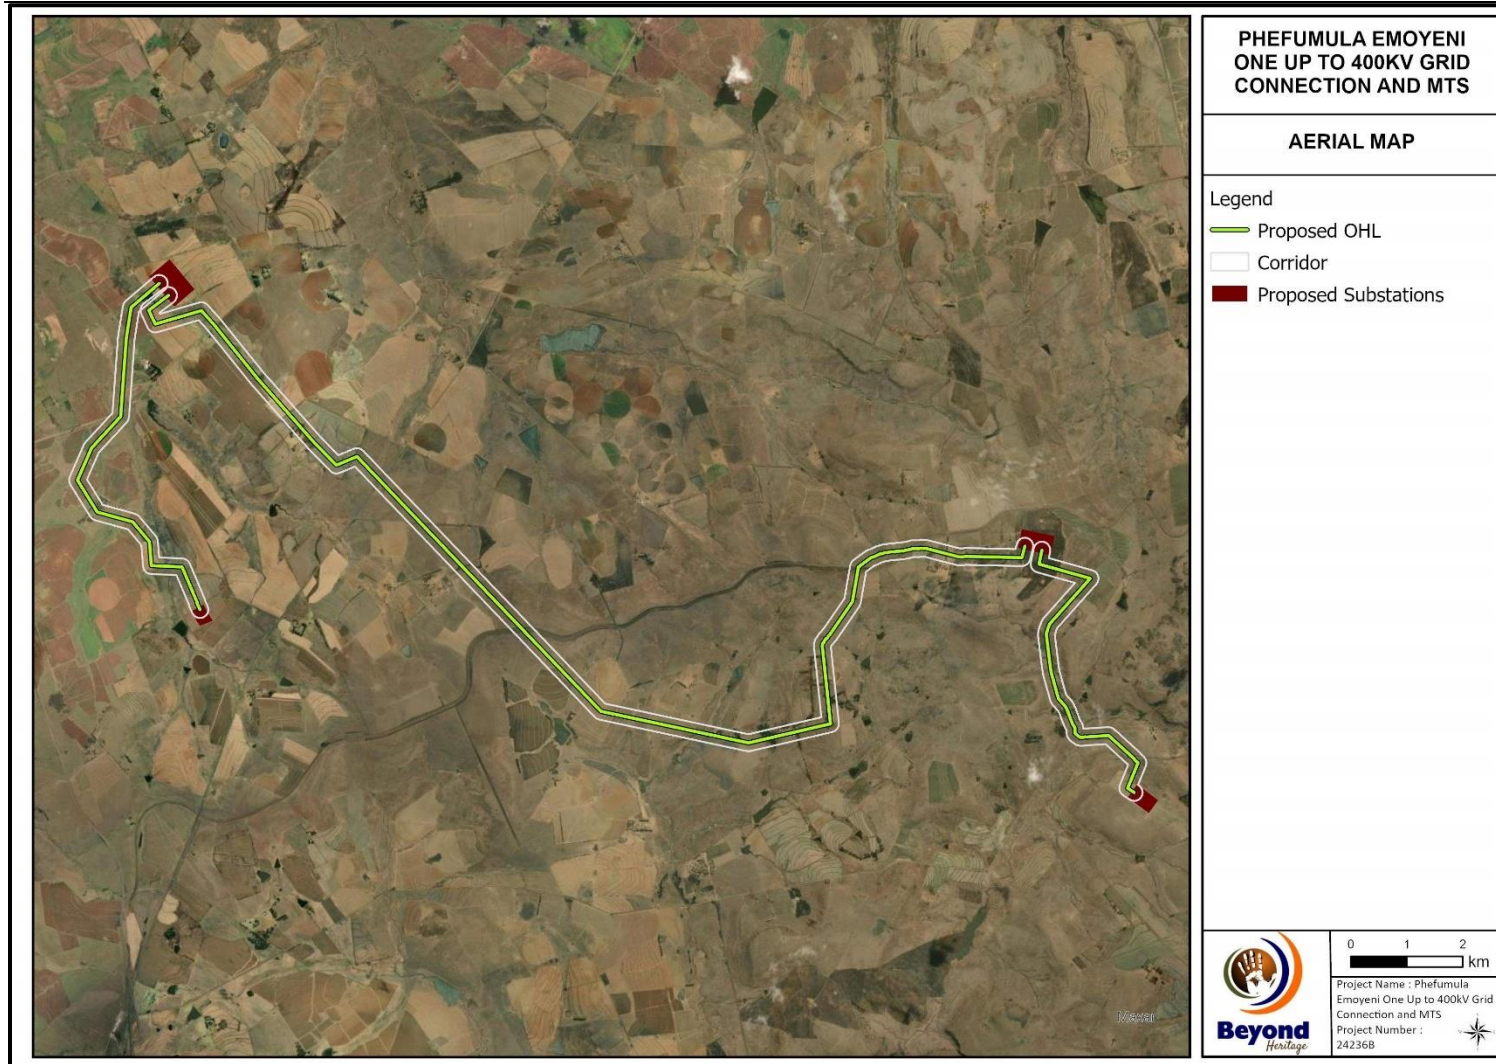 PHEFUMULA EMOYENI
ONE UP TO 400KV GRID
CONNECTION AND MTS
AERIAL MAP
Legend
Proposed OHL
Corridor
Proposed Substations
Maxar
Beyond
Heritage
0 1 2
km
Project Name : Phefumula
Emoyeni One Up to 400kV Grid
Connection and MTS
Project Number :
24236B